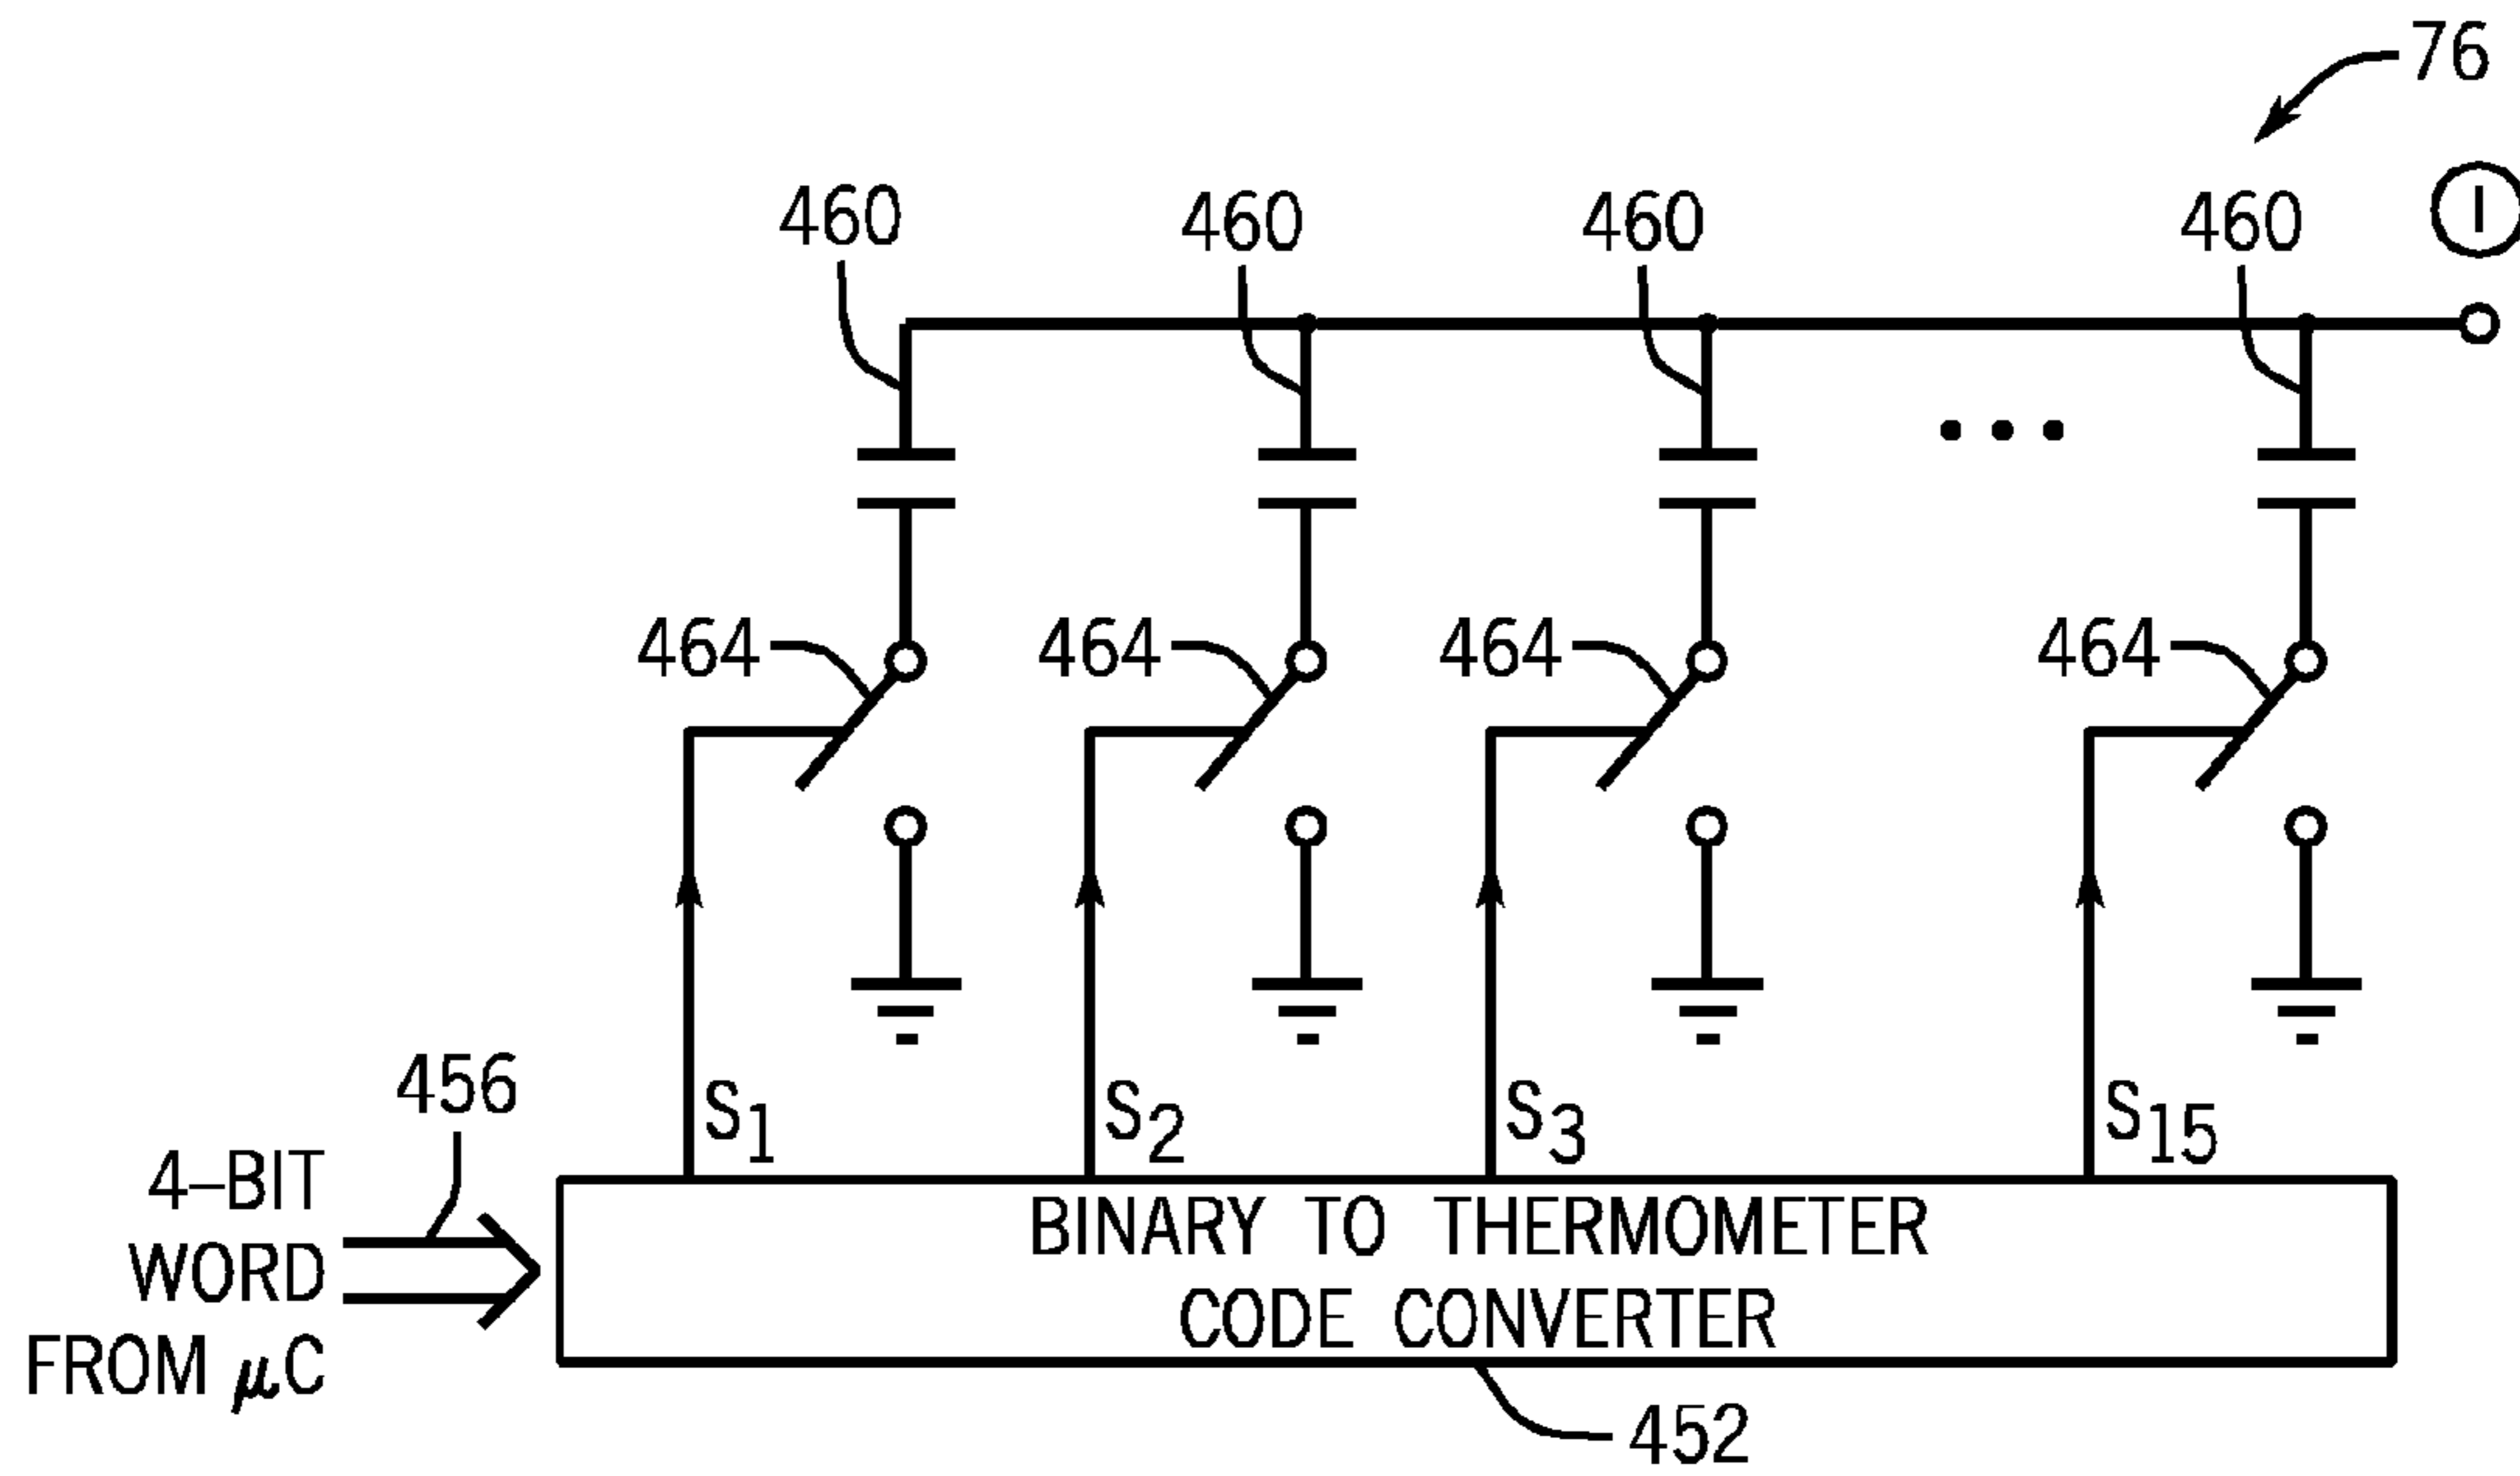 76
460 460 460 460 1
464 464 464 464
S1 S2 S3 S15
456
4–BIT
WORD
FROM μC
BINARY TO THERMOMETER
CODE CONVERTER
452